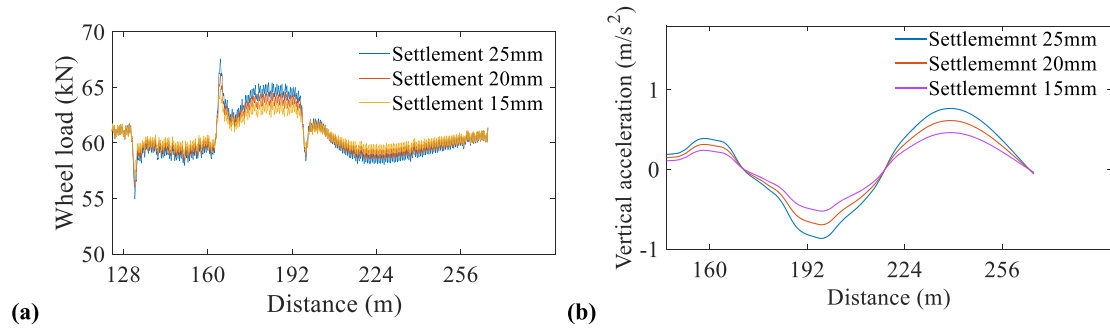 70
65
60
55
50
Wheel load (kN)
Settlement 25mm
Settlement 20mm
Settlement 15mm
128 160 192 224 256
Distance (m)
(a)
1
0
-1
Vertical acceleration (m/s²)
Settlememnt 25mm
Settlememnt 20mm
Settlememnt 15mm
160 192 224 256
Distance (m)
(b)